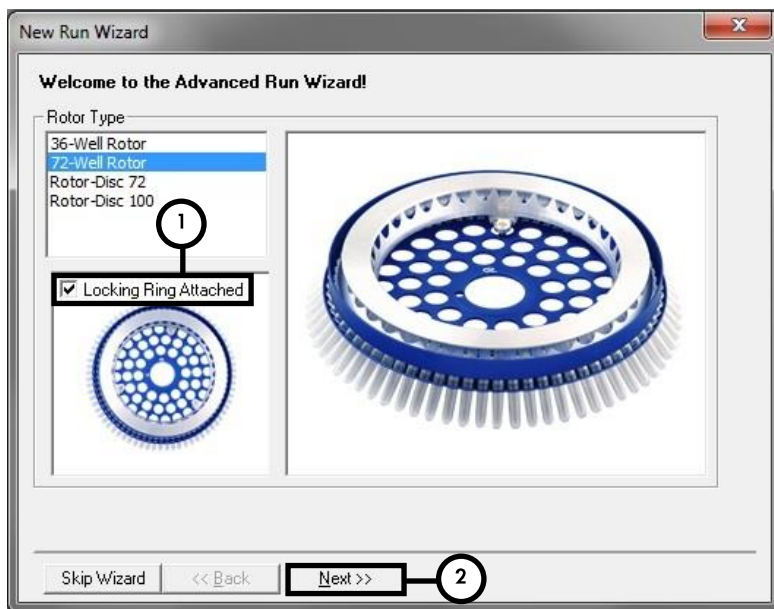 New Run Wizard
Welcome to the Advanced Run Wizard!
Rotor Type
36-Well Rotor
72-Well Rotor
Rotor-Disc 72
Rotor-Disc 100
1
Locking Ring Attached
Skip Wizard
<< Back
Next >>
2